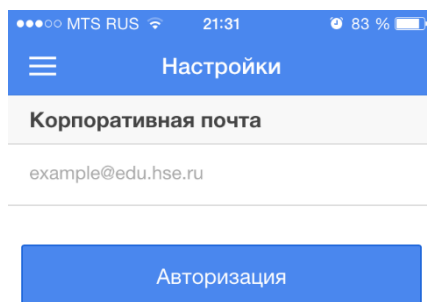 MTS RUS 21:31 83 %
Настройки
Корпоративная почта
example@edu.hse.ru
Авторизация